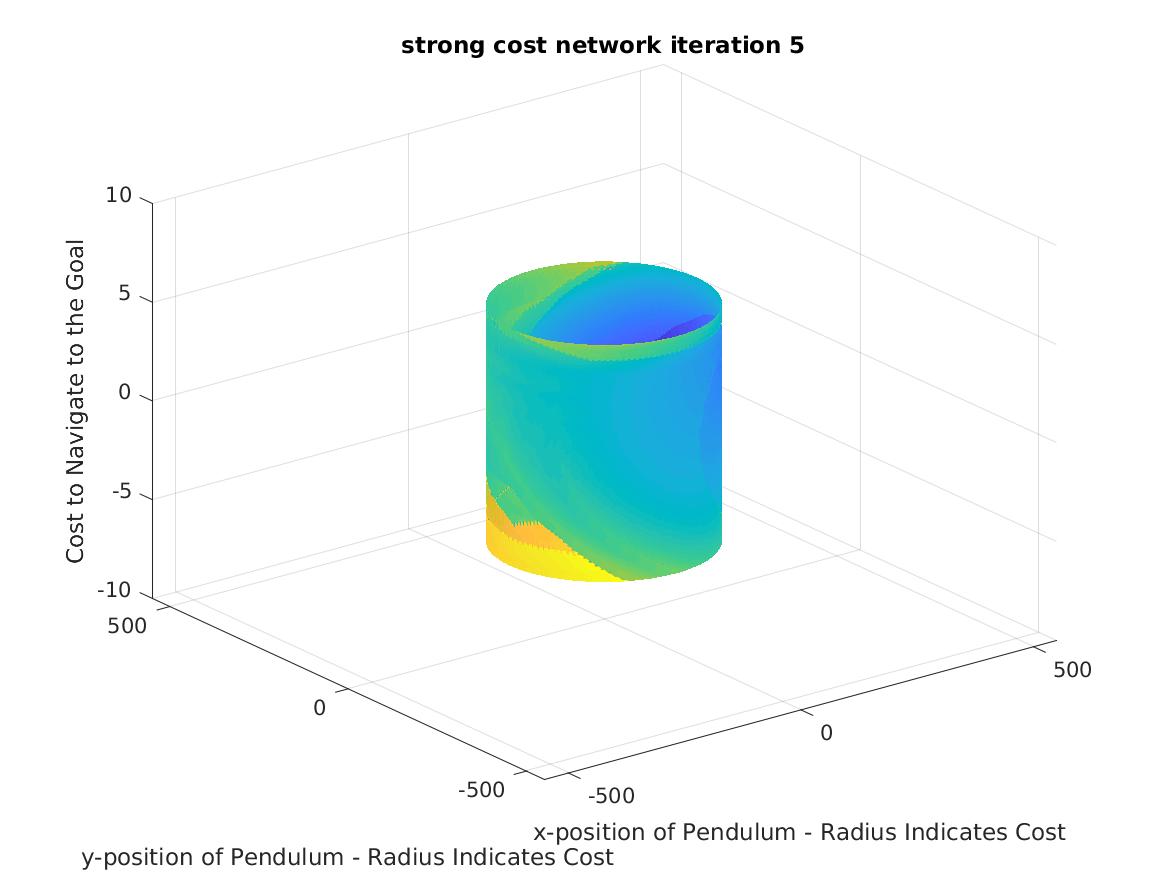 strong cost network iteration 5
10
5
0
-5
-10
Cost to Navigate to the Goal
500
0
-500
-500
0
500
x-position of Pendulum - Radius Indicates Cost
y-position of Pendulum - Radius Indicates Cost